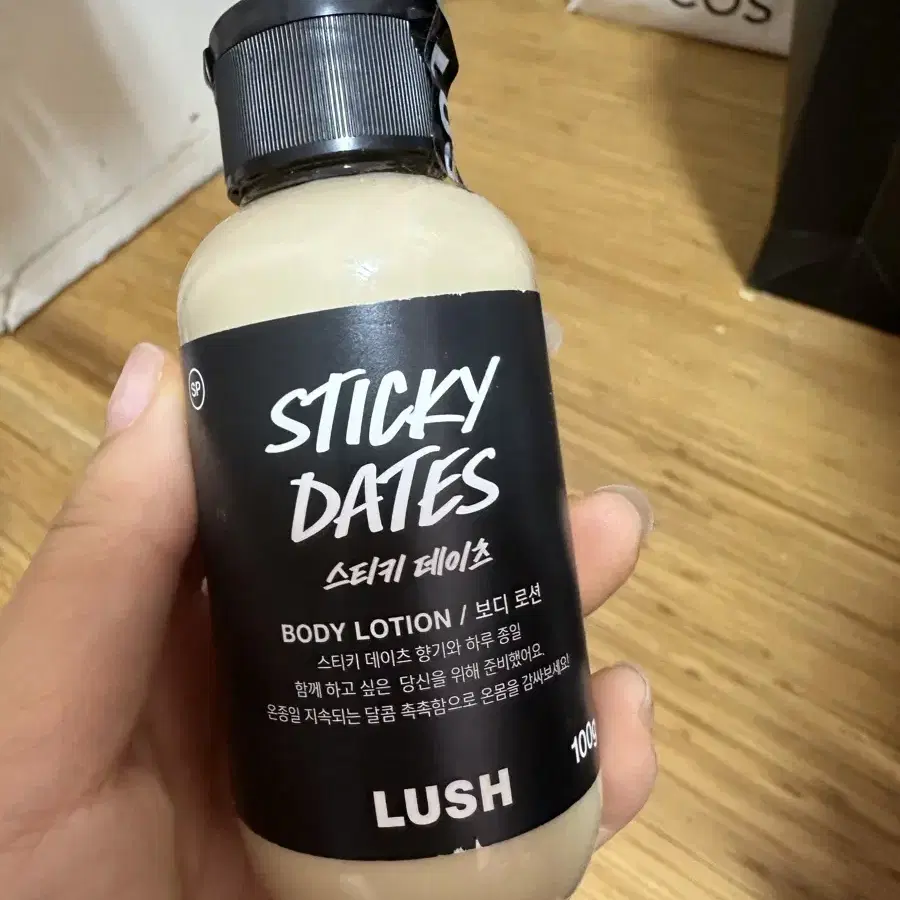 COS
SP
STICKY
DATES
스티키 데이츠
BODY LOTION / 보디 로션
스티키 데이츠 향기와 하루 종일
함께 하고 싶은 당신을 위해 준비했어요.
온종일 지속되는 달콤 촉촉함으로 온몸을 감싸보세요!
100g
LUSH